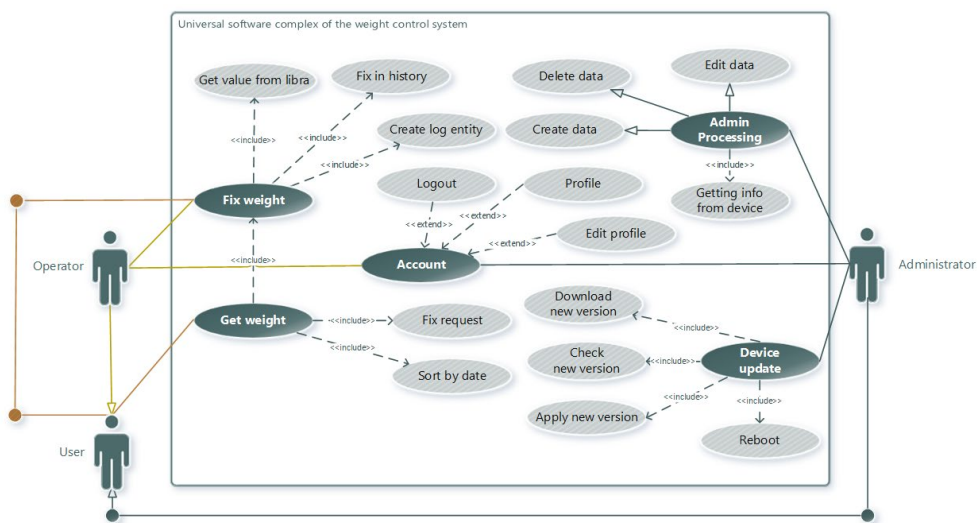 Universal software complex of the weight control system
Get value from libra
Fix in history
Delete data
Edit data
Create log entity
Create data
Admin
Processing
<<include>>
<<include>>
<<include>>
<<include>>
Logout
Profile
Getting info
from device
Fix weight
<<extend>>
<<extend>>
Edit profile
<<extend>>
Operator
<<include>>
Account
Administrator
Download
new version
Get weight
<<include>>
Fix request
<<include>>
<<include>>
Check
new version
<<include>>
Device
update
Sort by date
<<include>>
<<include>>
Apply new version
User
Reboot